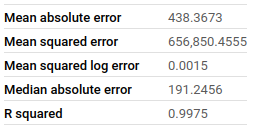 Mean absolute error 438.3673
Mean squared error 656,850.4555
Mean squared log error 0.0015
Median absolute error 191.2456
R squared 0.9975